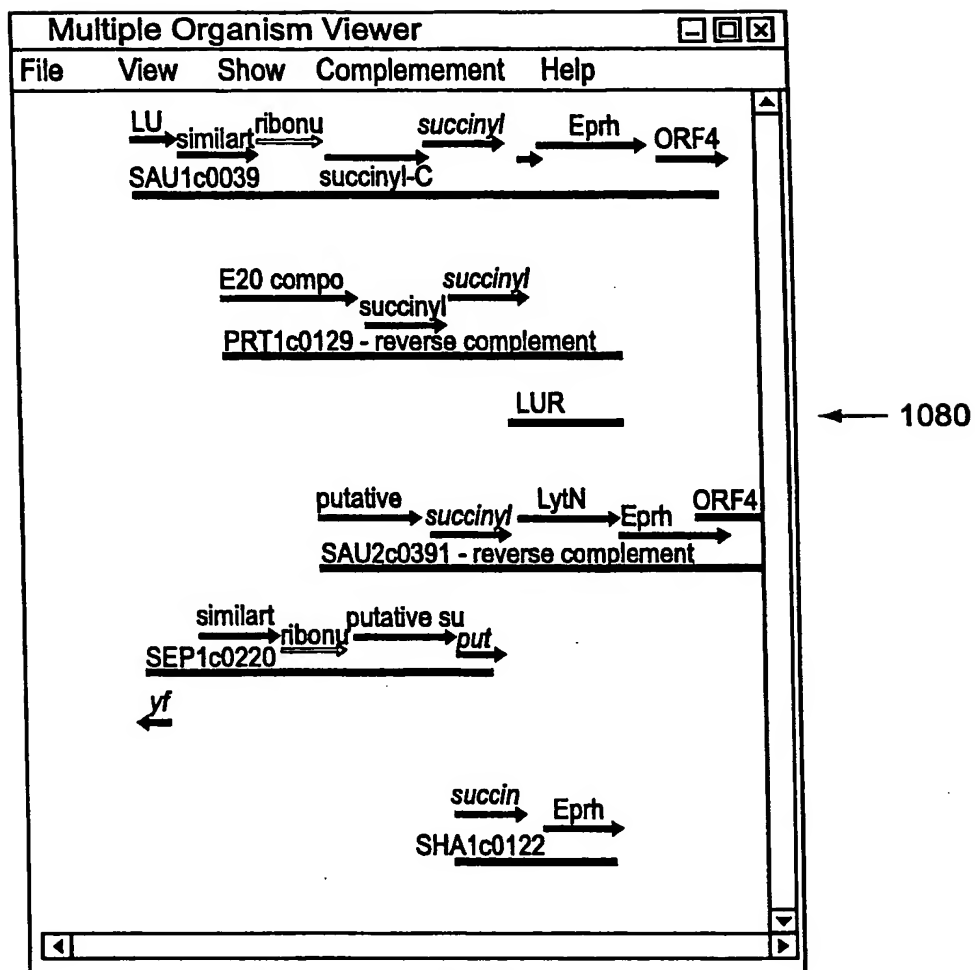 Multiple Organism Viewer
File View Show Complemement Help
LU similart ribonu succinyl Eprh ORF4
SAU1c0039 succinyl-C
E20 compo succinyl succinyl
PRT1c0129 - reverse complement
LUR
1080
putative succinyl LytN Eprh ORF4
SAU2c0391 - reverse complement
similart ribonu putative su put
SEP1c0220
yf
succin Eprh
SHA1c0122